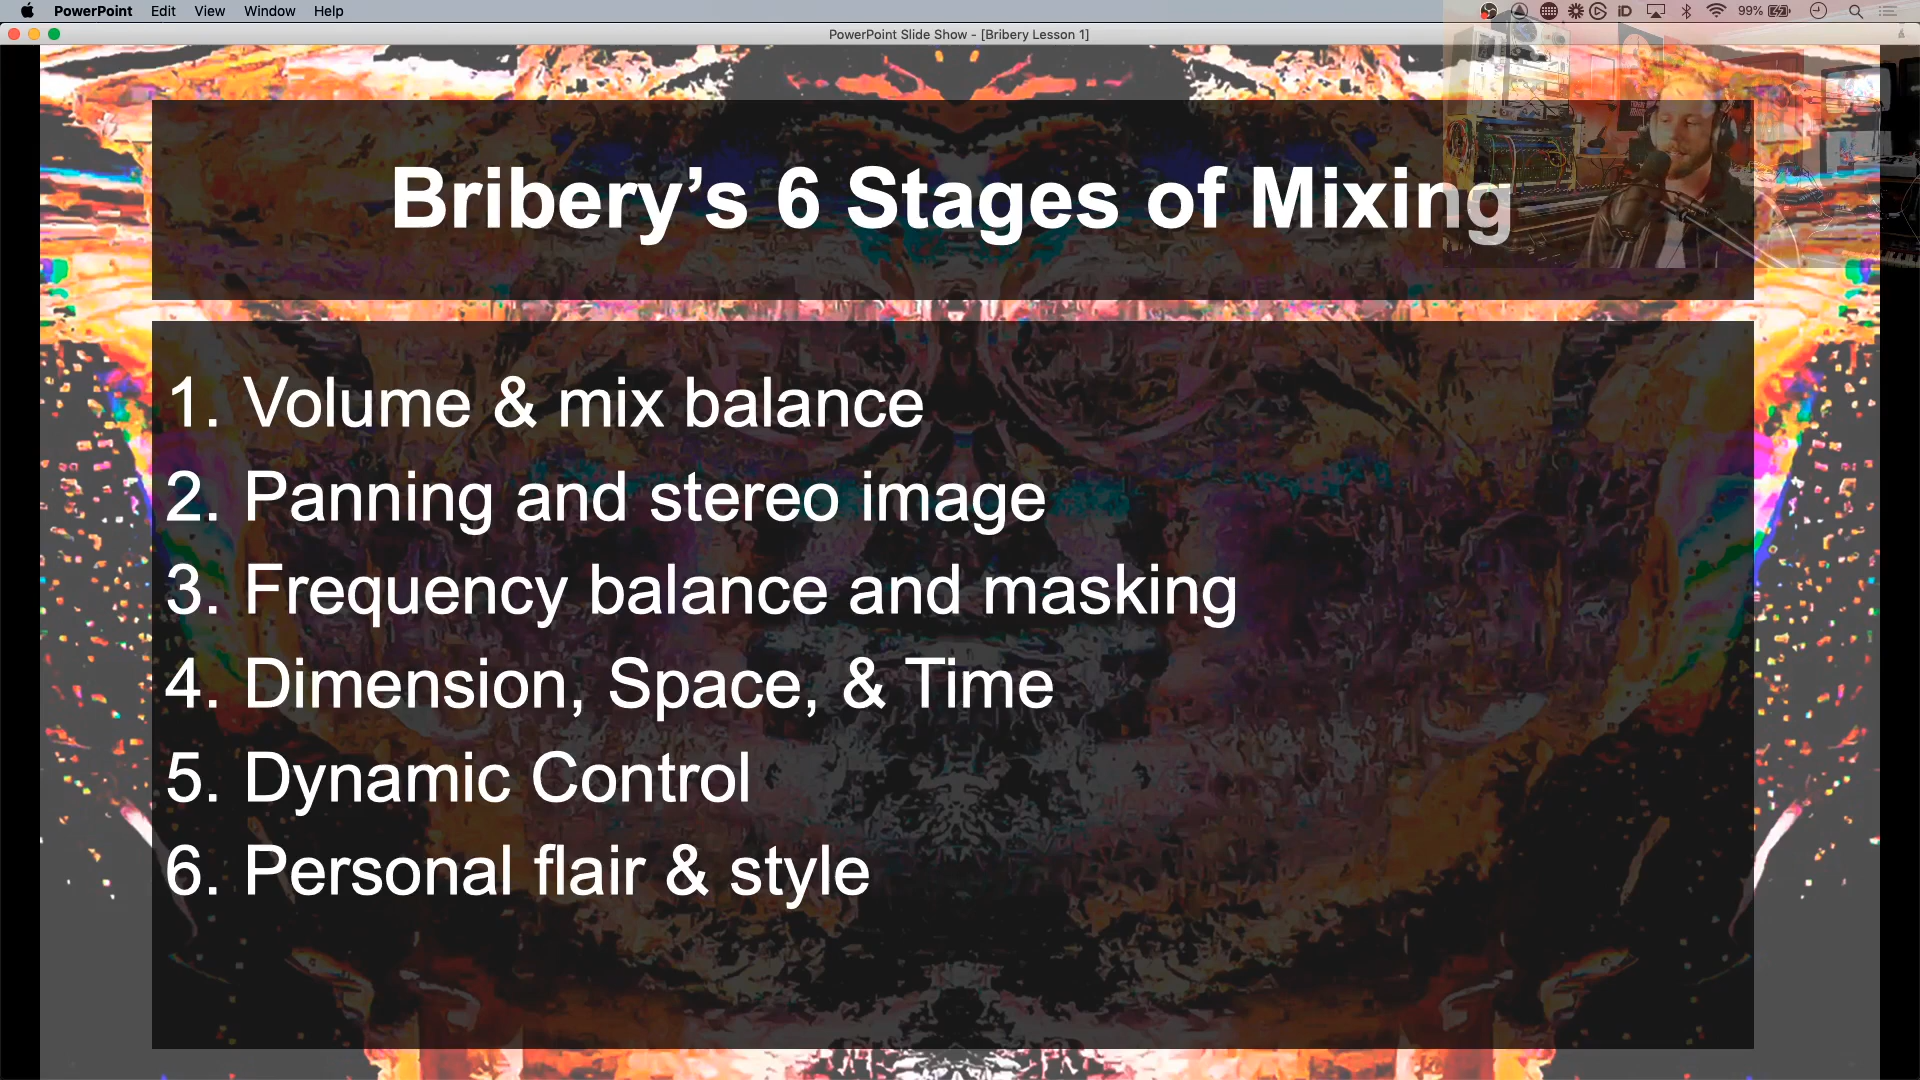 PowerPoint Edit View Window Help
iD 99%
PowerPoint Slide Show - [Bribery Lesson 1]
Bribery’s 6 Stages of Mixing
1. Volume & mix balance
2. Panning and stereo image
3. Frequency balance and masking
4. Dimension, Space, & Time
5. Dynamic Control
6. Personal flair & style